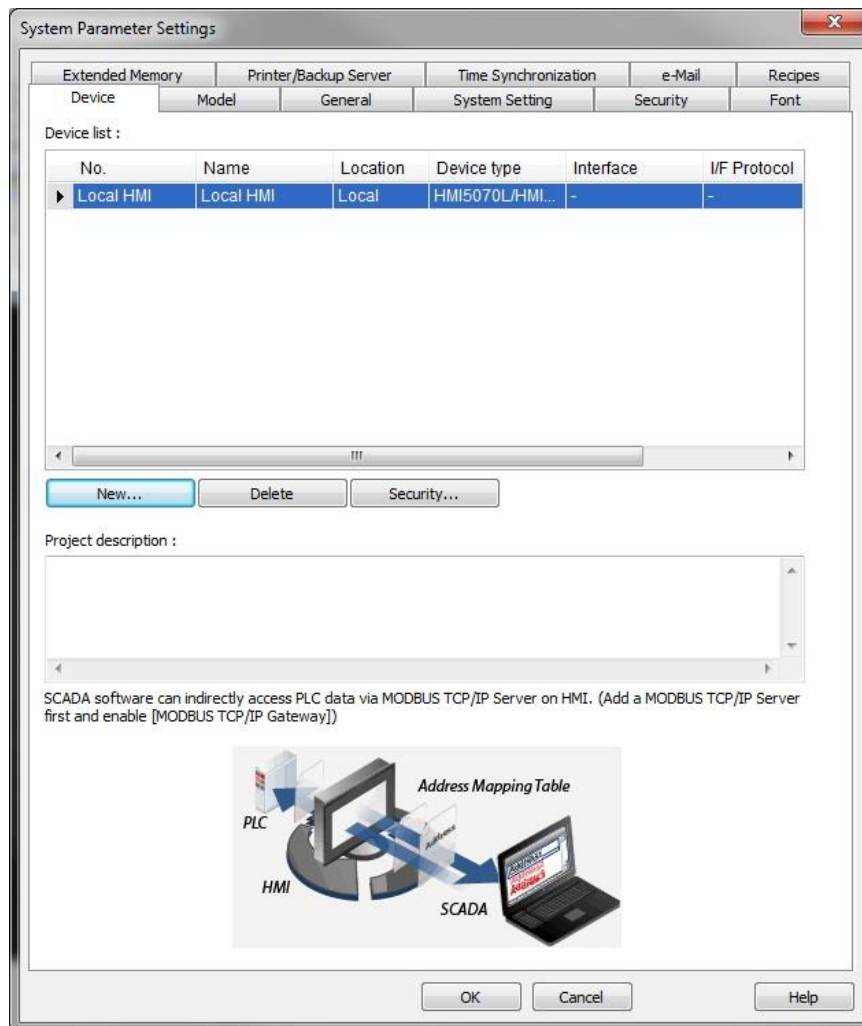 System Parameter Settings
Extended Memory Printer/Backup Server Time Synchronization e-Mail Recipes
Device Model General System Setting Security Font
Device list :
No. Name Location Device type Interface I/F Protocol
Local HMI Local HMI Local HMI5070L/HMI... - -
New... Delete Security...
Project description :
SCADA software can indirectly access PLC data via MODBUS TCP/IP Server on HMI. (Add a MODBUS TCP/IP Server
first and enable [MODBUS TCP/IP Gateway])
Address Mapping Table
PLC
Address
HMI
SCADA
OK Cancel Help